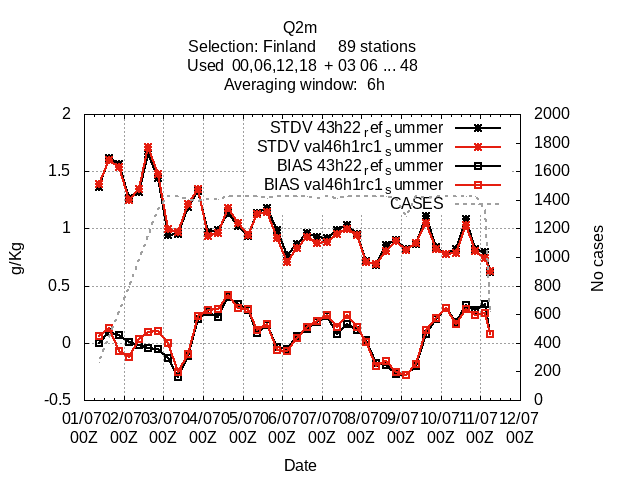 Q2m
Selection: Finland     89 stations
Used  00,06,12,18  + 03 06 ... 48
Averaging window:  6h
STDV 43h22refsummer
STDV val46h1rc1summer
BIAS 43h22refsummer
BIAS val46h1rc1summer
CASES
2
1.5
1
0.5
0
-0.5
2000
1800
1600
1400
1200
1000
800
600
400
200
0
g/Kg
No cases
01/07 02/07 03/07 04/07 05/07 06/07 07/07 08/07 09/07 10/07 11/07 12/07
00Z 00Z 00Z 00Z 00Z 00Z 00Z 00Z 00Z 00Z 00Z 00Z
Date